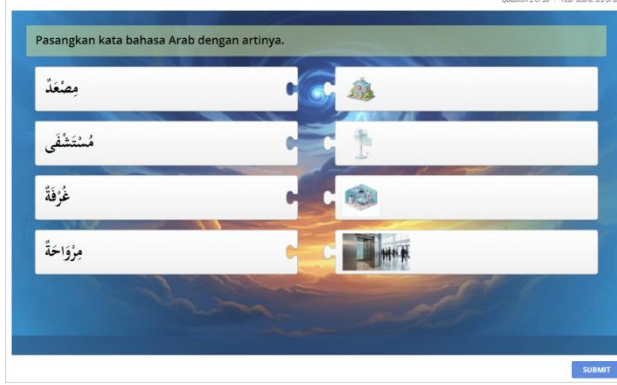 Pasangkan kata bahasa Arab dengan artinya.
مِصْعَدٌ
مُسْتَشْفَى
غُرْفَةٌ
مِرْوَاحَةٌ
SUBMIT